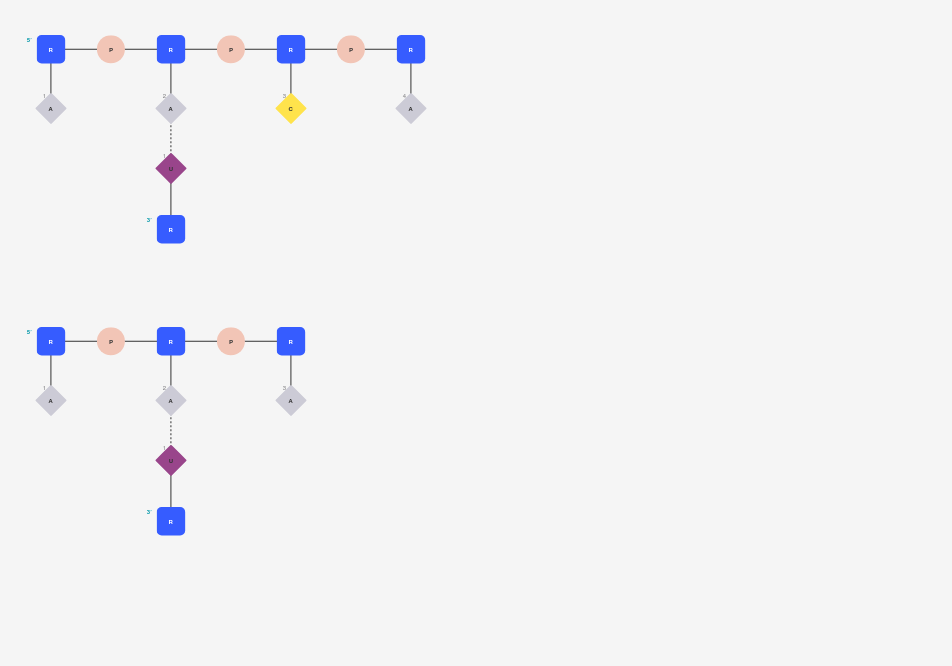 5'
R P R P R P R
1 2 3 4
A A C A
1
U
3' R
5'
R P R P R
1 2 3
A A A
1
U
3'
R